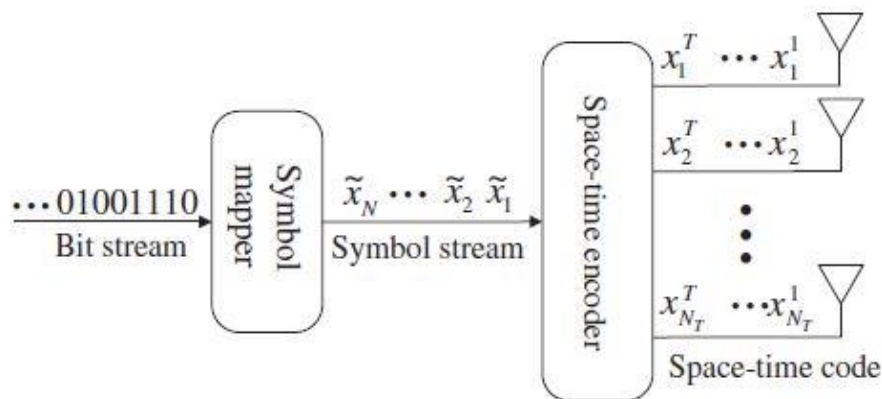 x_1^T ••• x_1^1
x_2^T ••• x_2^1
•••01001110
Bit stream
Symbol
mapper
x̃_N ••• x̃_2 x̃_1
Symbol stream
Space-time encoder
x_{N_T}^T ••• x_{N_T}^1
Space-time code